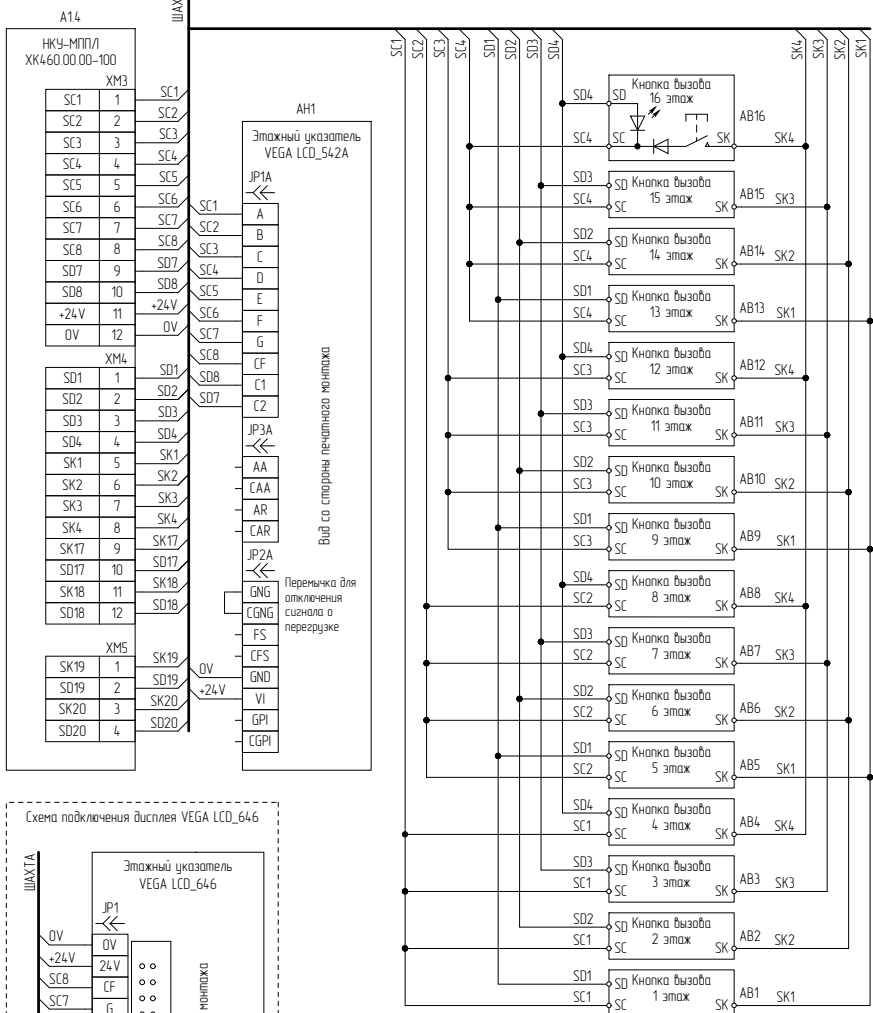 ШАХТА
A1.4
НКУ-МППЛ
ХК460.00.00-100
XM3
SC1 1 SC1
SC2 2 SC2
SC3 3 SC3
SC4 4 SC4
SC5 5 SC5
SC6 6 SC6
SC7 7 SC7
SC8 8 SC8
SD7 9 SD7
SD8 10 SD8
+24V 11 +24V
0V 12 0V
XM4
SD1 1 SD1
SD2 2 SD2
SD3 3 SD3
SD4 4 SD4
SK1 5 SK1
SK2 6 SK2
SK3 7 SK3
SK4 8 SK4
SK17 9 SK17
SD17 10 SD17
SK18 11 SK18
SD18 12 SD18
XM5
SK19 1 SK19
SD19 2 SD19
SK20 3 SK20
SD20 4 SD20
AH1
Этажный указатель
VEGA LCD_542A
JP1A
SC1 A
SC2 B
SC3 C
SC4 D
SC5 E
SC6 F
SC7 G
SC8 CF
SD8 C1
SD7 C2
JP3A
AA
CAA
AR
CAR
JP2A
GNG
CGNG
FS
CFS
0V GND
+24V VI
GPI
CGPI
Перемычка для
отключения
сигнала о
перегрузке
Вид со стороны печатного монтажа
SC1 SC2 SC3 SC4 SD1 SD2 SD3 SD4 SK4 SK3 SK2 SK1
SD4 SD Кнопка вызова
16 этаж AB16
SC4 SC SK SK4
SD3 SD Кнопка вызова
SC4 SC 15 этаж SK AB15 SK3
SD2 SD Кнопка вызова
SC4 SC 14 этаж SK AB14 SK2
SD1 SD Кнопка вызова
SC4 SC 13 этаж SK AB13 SK1
SD4 SD Кнопка вызова
SC3 SC 12 этаж SK AB12 SK4
SD3 SD Кнопка вызова
SC3 SC 11 этаж SK AB11 SK3
SD2 SD Кнопка вызова
SC3 SC 10 этаж SK AB10 SK2
SD1 SD Кнопка вызова
SC3 SC 9 этаж SK AB9 SK1
SD4 SD Кнопка вызова
SC2 SC 8 этаж SK AB8 SK4
SD3 SD Кнопка вызова
SC2 SC 7 этаж SK AB7 SK3
SD2 SD Кнопка вызова
SC2 SC 6 этаж SK AB6 SK2
SD1 SD Кнопка вызова
SC2 SC 5 этаж SK AB5 SK1
SD4 SD Кнопка вызова
SC1 SC 4 этаж SK AB4 SK4
SD3 SD Кнопка вызова
SC1 SC 3 этаж SK AB3 SK3
SD2 SD Кнопка вызова
SC1 SC 2 этаж SK AB2 SK2
SD1 SD Кнопка вызова
SC1 SC 1 этаж SK AB1 SK1
Схема подключения дисплея VEGA LCD_646
ШАХТА
Этажный указатель
VEGA LCD_646
JP1
0V 0V
+24V 24V
SC8 CF
SC7 G
монтажа